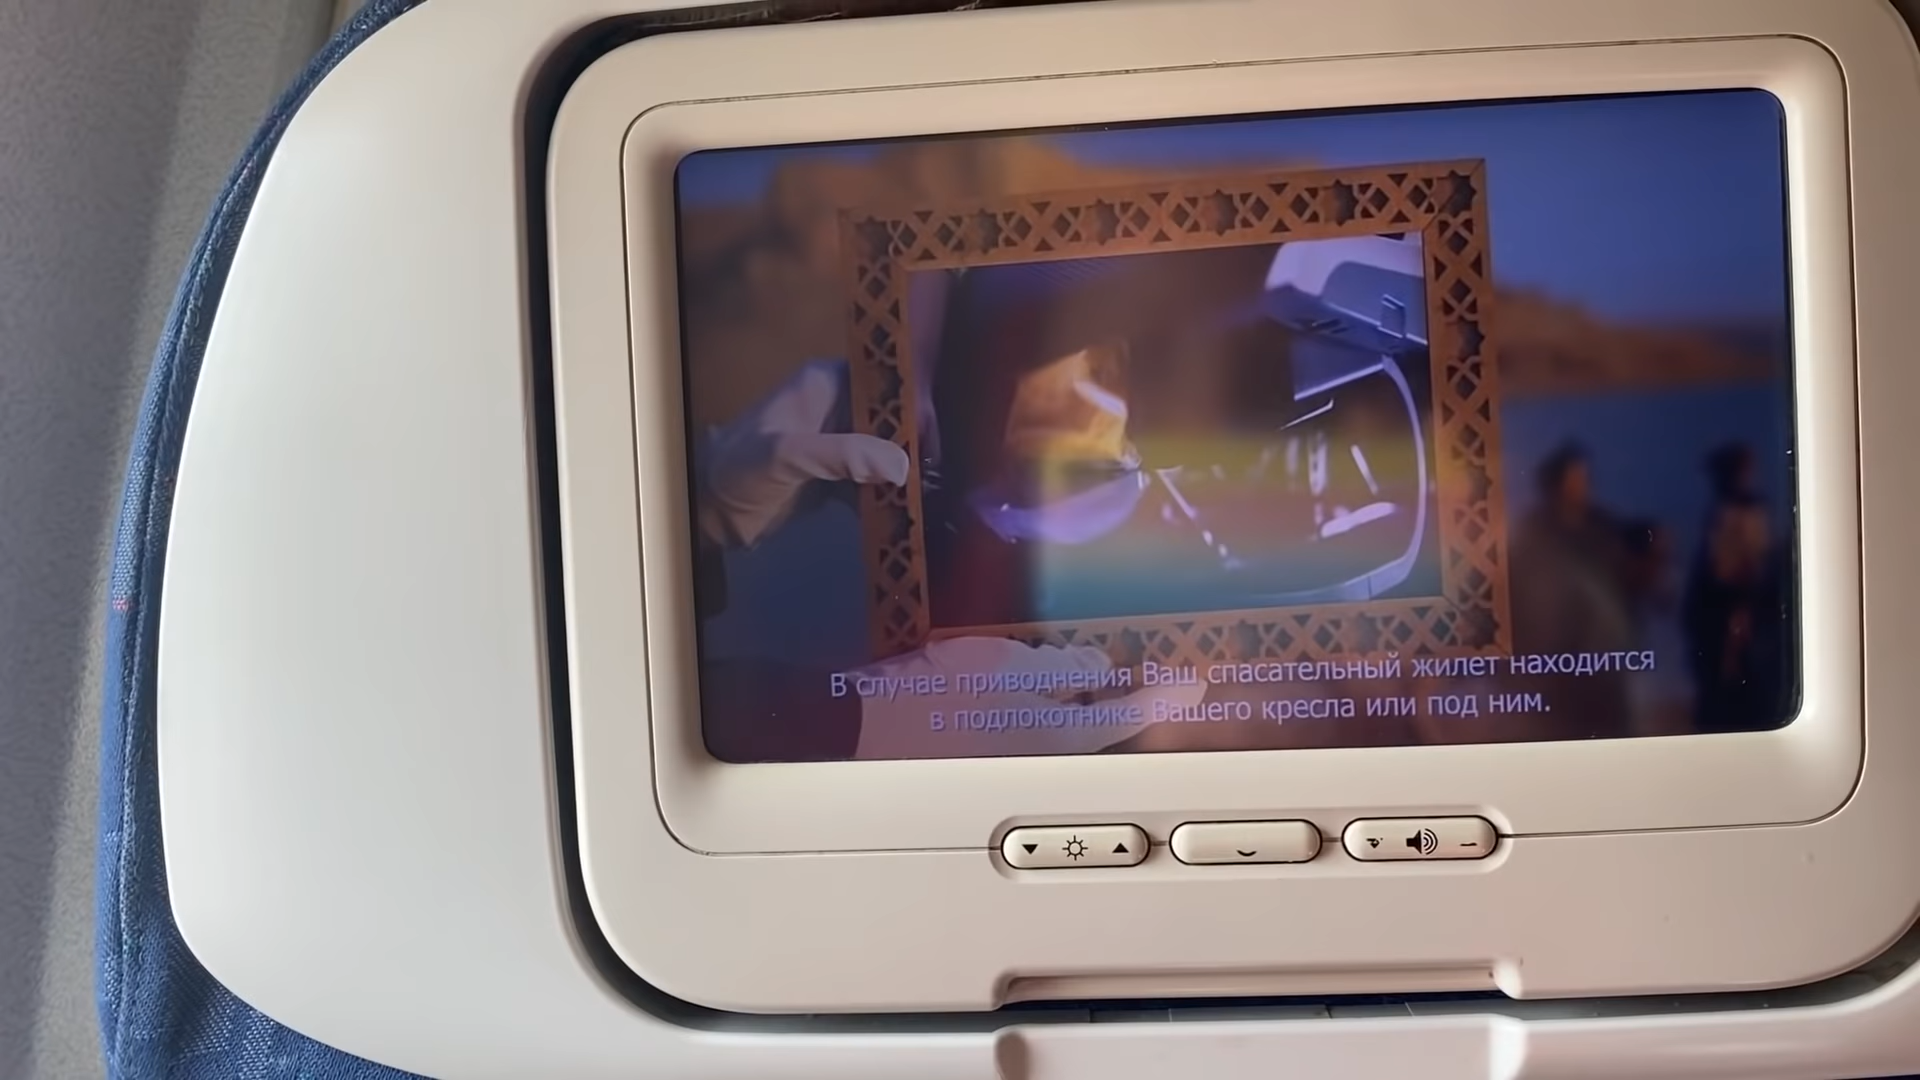 В случае приводнения Ваш спасательный жилет находится
в подлокотнике Вашего кресла или под ним.